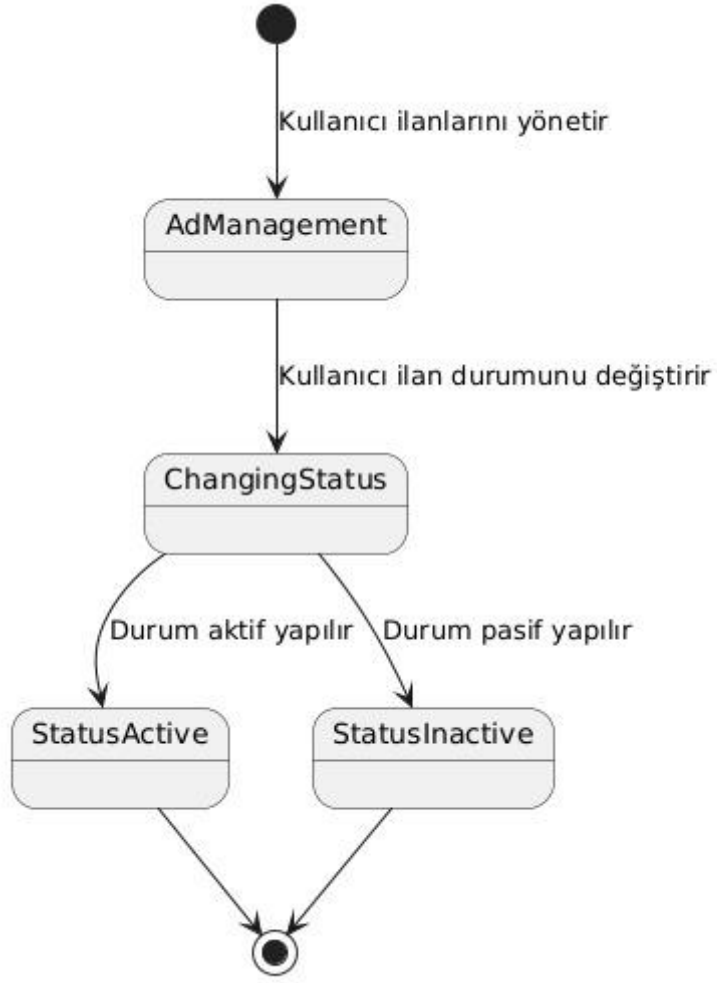 Kullanıcı ilanlarını yönetir
AdManagement
Kullanıcı ilan durumunu değiştirir
ChangingStatus
Durum aktif yapılır
Durum pasif yapılır
StatusActive
StatusInactive